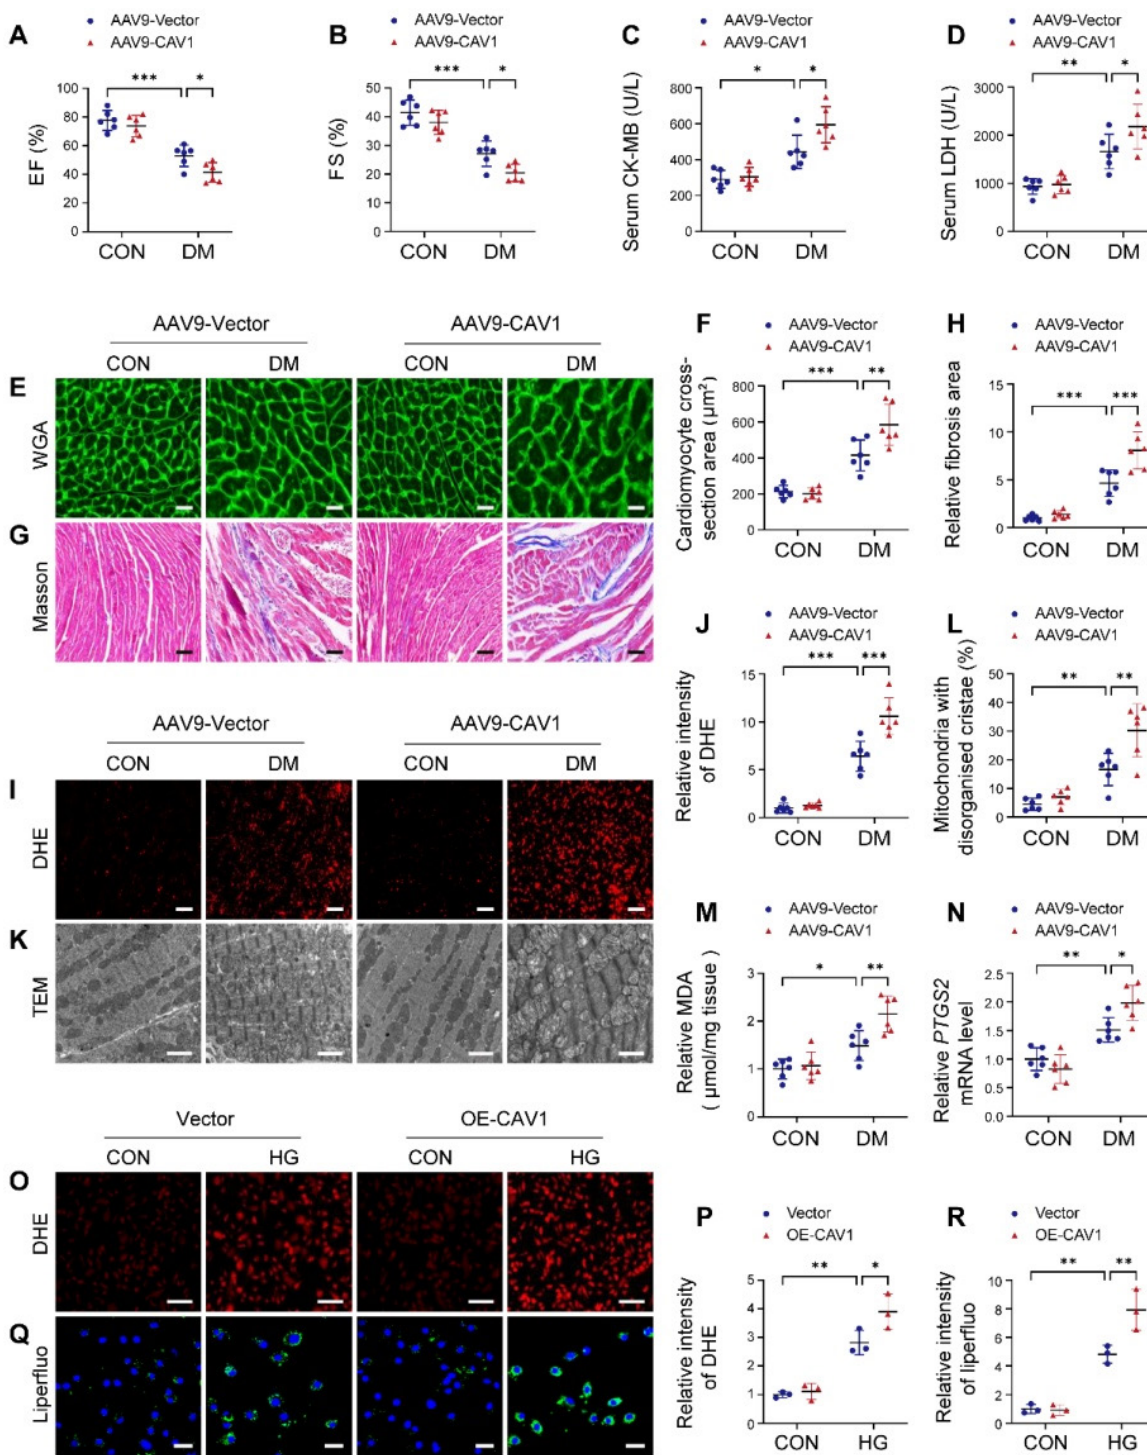 A
AAV9-Vector
AAV9-CAV1
***
*
EF (%)
100
80
60
40
20
0
CON
DM
B
AAV9-Vector
AAV9-CAV1
***
*
FS (%)
50
40
30
20
10
0
CON
DM
C
AAV9-Vector
AAV9-CAV1
*
*
Serum CK-MB (U/L)
800
600
400
200
0
CON
DM
D
AAV9-Vector
AAV9-CAV1
**
*
Serum LDH (U/L)
3000
2000
1000
0
CON
DM
AAV9-Vector
AAV9-CAV1
CON
DM
CON
DM
E
WGA
G
Masson
F
AAV9-Vector
AAV9-CAV1
***
**
Cardiomyocyte cross-
section area (µm²)
800
600
400
200
0
CON
DM
H
AAV9-Vector
AAV9-CAV1
***
***
Relative fibrosis area
15
10
5
0
CON
DM
AAV9-Vector
AAV9-CAV1
CON
DM
CON
DM
I
DHE
K
TEM
J
AAV9-Vector
AAV9-CAV1
***
***
Relative intensity
of DHE
15
10
5
0
CON
DM
L
AAV9-Vector
AAV9-CAV1
**
**
Mitochondria with
disorganised cristae (%)
50
40
30
20
10
0
CON
DM
M
AAV9-Vector
AAV9-CAV1
*
**
Relative MDA
( µmol/mg tissue )
3
2
1
0
CON
DM
N
AAV9-Vector
AAV9-CAV1
**
*
Relative PTGS2
mRNA level
2.5
2.0
1.5
1.0
0.5
0.0
CON
DM
Vector
OE-CAV1
CON
HG
CON
HG
O
DHE
Q
Liperfluo
P
Vector
OE-CAV1
**
*
Relative intensity
of DHE
5
4
3
2
1
0
CON
HG
R
Vector
OE-CAV1
**
**
Relative intensity
of liperfluo
10
8
6
4
2
0
CON
HG